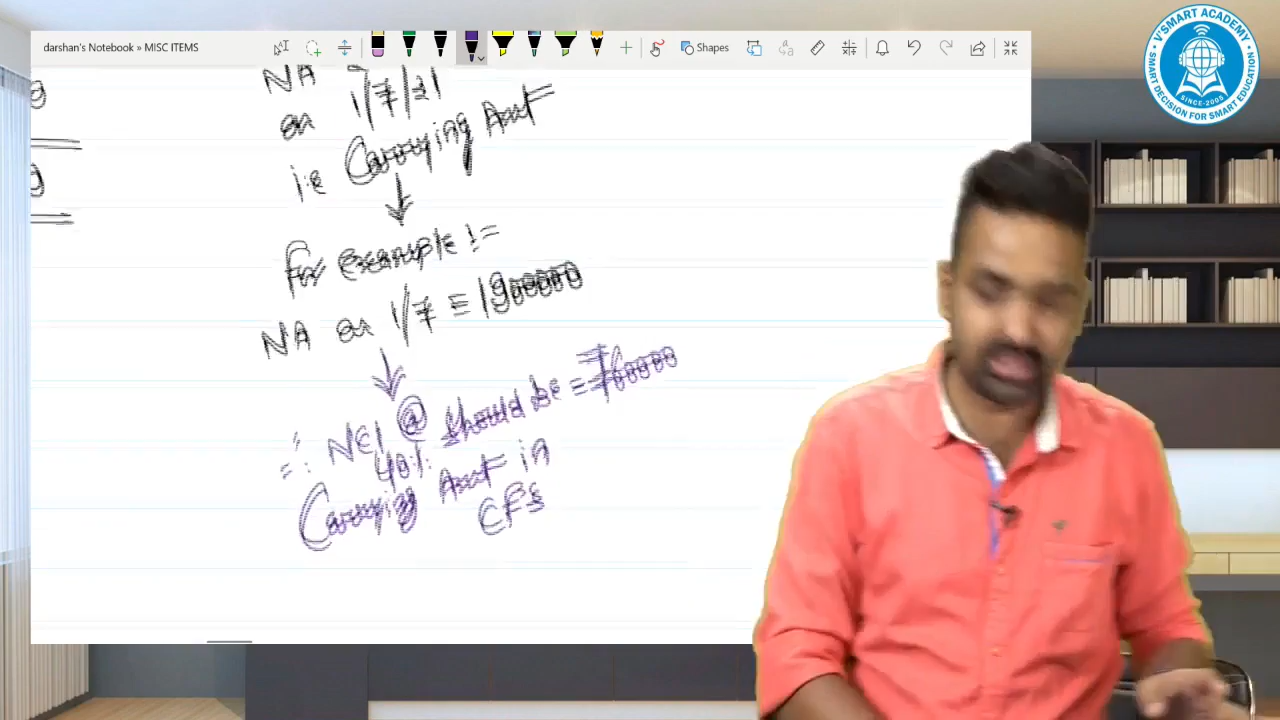 darshan's Notebook » MISC ITEMS
Shapes
V'SMART ACADEMY
SMART DECISION FOR SMART EDUCATION
SINCE-2005
NA
on 1/7/21
i.e Carrying Amt
For example :-
NA on 1/7 = 1900000
∴ NCI @ 40% should be = 760000
Carrying Amt in
CFS